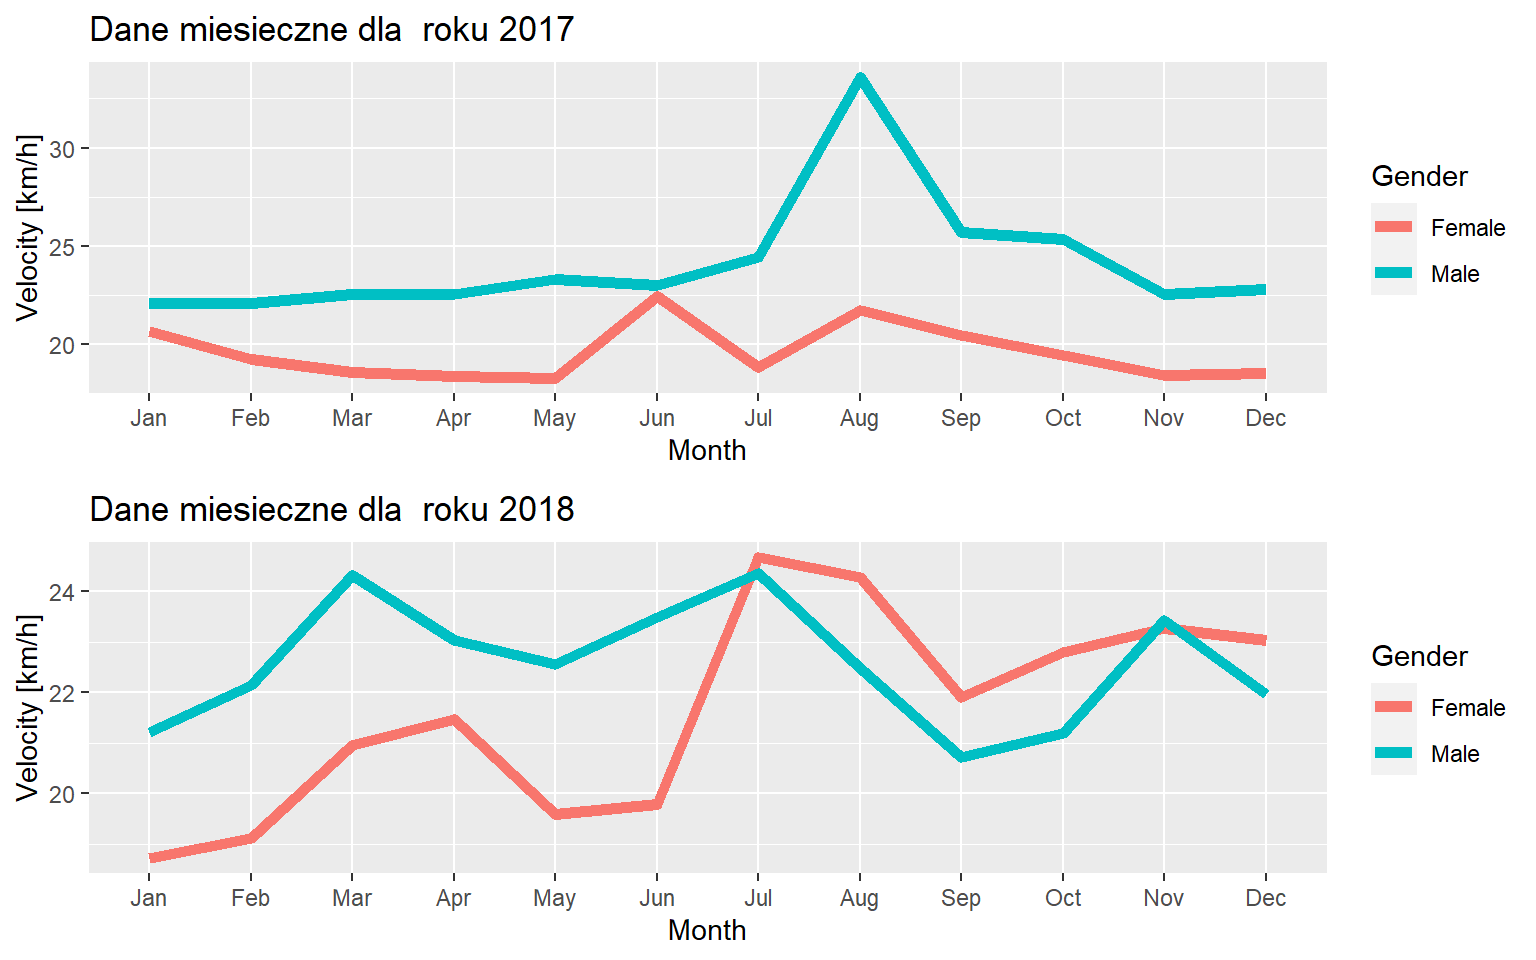 Dane miesieczne dla  roku 2017
Velocity [km/h]
30
25
20
Jan Feb Mar Apr May Jun Jul Aug Sep Oct Nov Dec
Month
Gender
Female
Male
Dane miesieczne dla  roku 2018
Velocity [km/h]
24
22
20
Jan Feb Mar Apr May Jun Jul Aug Sep Oct Nov Dec
Month
Gender
Female
Male